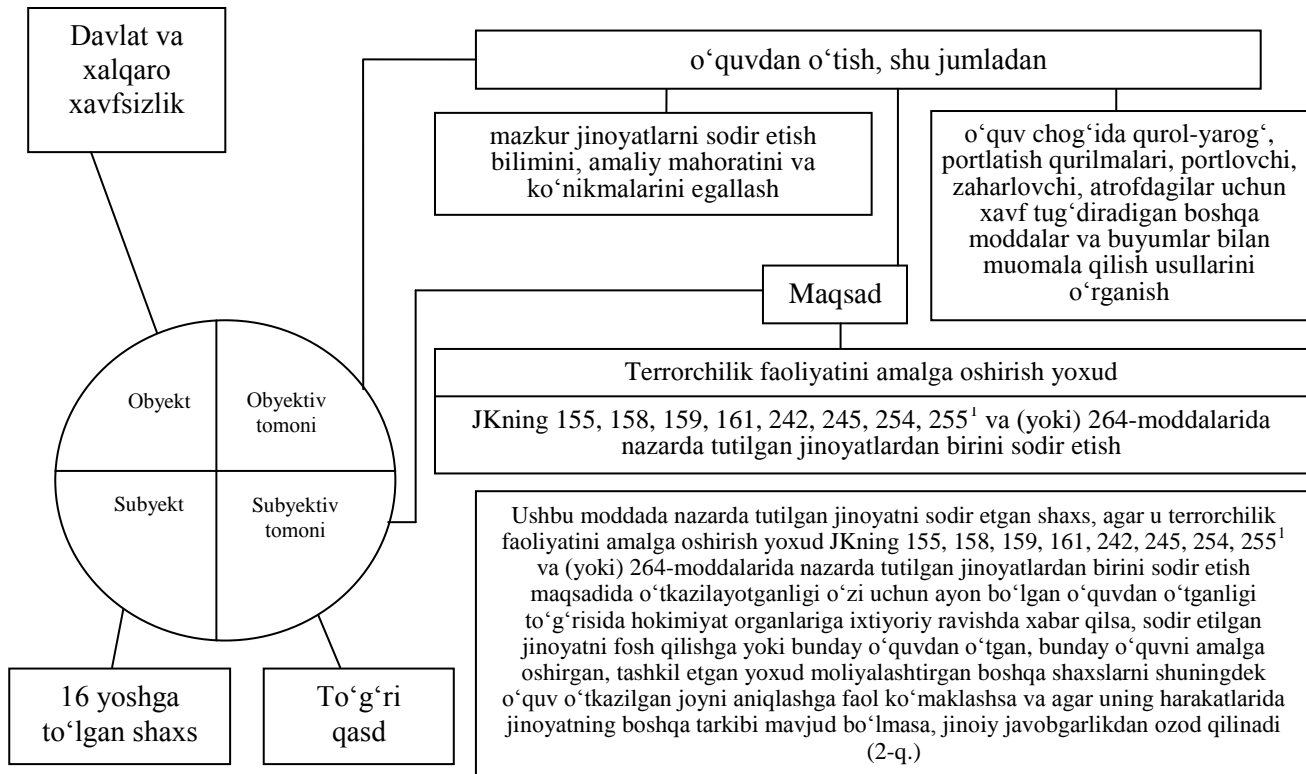 Davlat va
xalqaro
xavfsizlik
o‘quvdan o‘tish, shu jumladan
mazkur jinoyatlarni sodir etish
bilimini, amaliy mahoratini va
ko‘nikmalarini egallash
o‘quv chog‘ida qurol-yarog‘,
portlatish qurilmalari, portlovchi,
zaharlovchi, atrofdagilar uchun
xavf tug‘diradigan boshqa
moddalar va buyumlar bilan
muomala qilish usullarini
o‘rganish
Maqsad
Terrorchilik faoliyatini amalga oshirish yoxud
JKning 155, 158, 159, 161, 242, 245, 254, 255¹ va (yoki) 264-moddalarida
nazarda tutilgan jinoyatlardan birini sodir etish
Obyekt
Obyektiv
tomoni
Subyekt
Subyektiv
tomoni
16 yoshga
to‘lgan shaxs
To‘g‘ri
qasd
Ushbu moddada nazarda tutilgan jinoyatni sodir etgan shaxs, agar u terrorchilik
faoliyatini amalga oshirish yoxud JKning 155, 158, 159, 161, 242, 245, 254, 255¹
va (yoki) 264-moddalarida nazarda tutilgan jinoyatlardan birini sodir etish
maqsadida o‘tkazilayotganligi o‘zi uchun ayon bo‘lgan o‘quvdan o‘tganligi
to‘g‘risida hokimiyat organlariga ixtiyoriy ravishda xabar qilsa, sodir etilgan
jinoyatni fosh qilishga yoki bunday o‘quvdan o‘tgan, bunday o‘quvni amalga
oshirgan, tashkil etgan yoxud moliyalashtirgan boshqa shaxslarni shuningdek
o‘quv o‘tkazilgan joyni aniqlashga faol ko‘maklashsa va agar uning harakatlarida
jinoyatning boshqa tarkibi mavjud bo‘lmasa, jinoiy javobgarlikdan ozod qilinadi
(2-q.)